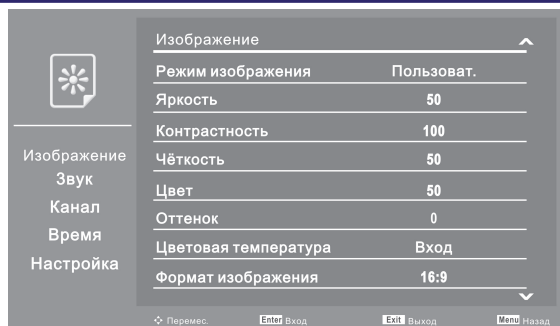 Изображение
Режим изображения Пользоват.
Яркость 50
Контрастность 100
Чёткость 50
Цвет 50
Оттенок 0
Цветовая температура Вход
Формат изображения 16:9
Изображение
Звук
Канал
Время
Настройка
Перемес. Enter Вход Exit Выход Menu Назад